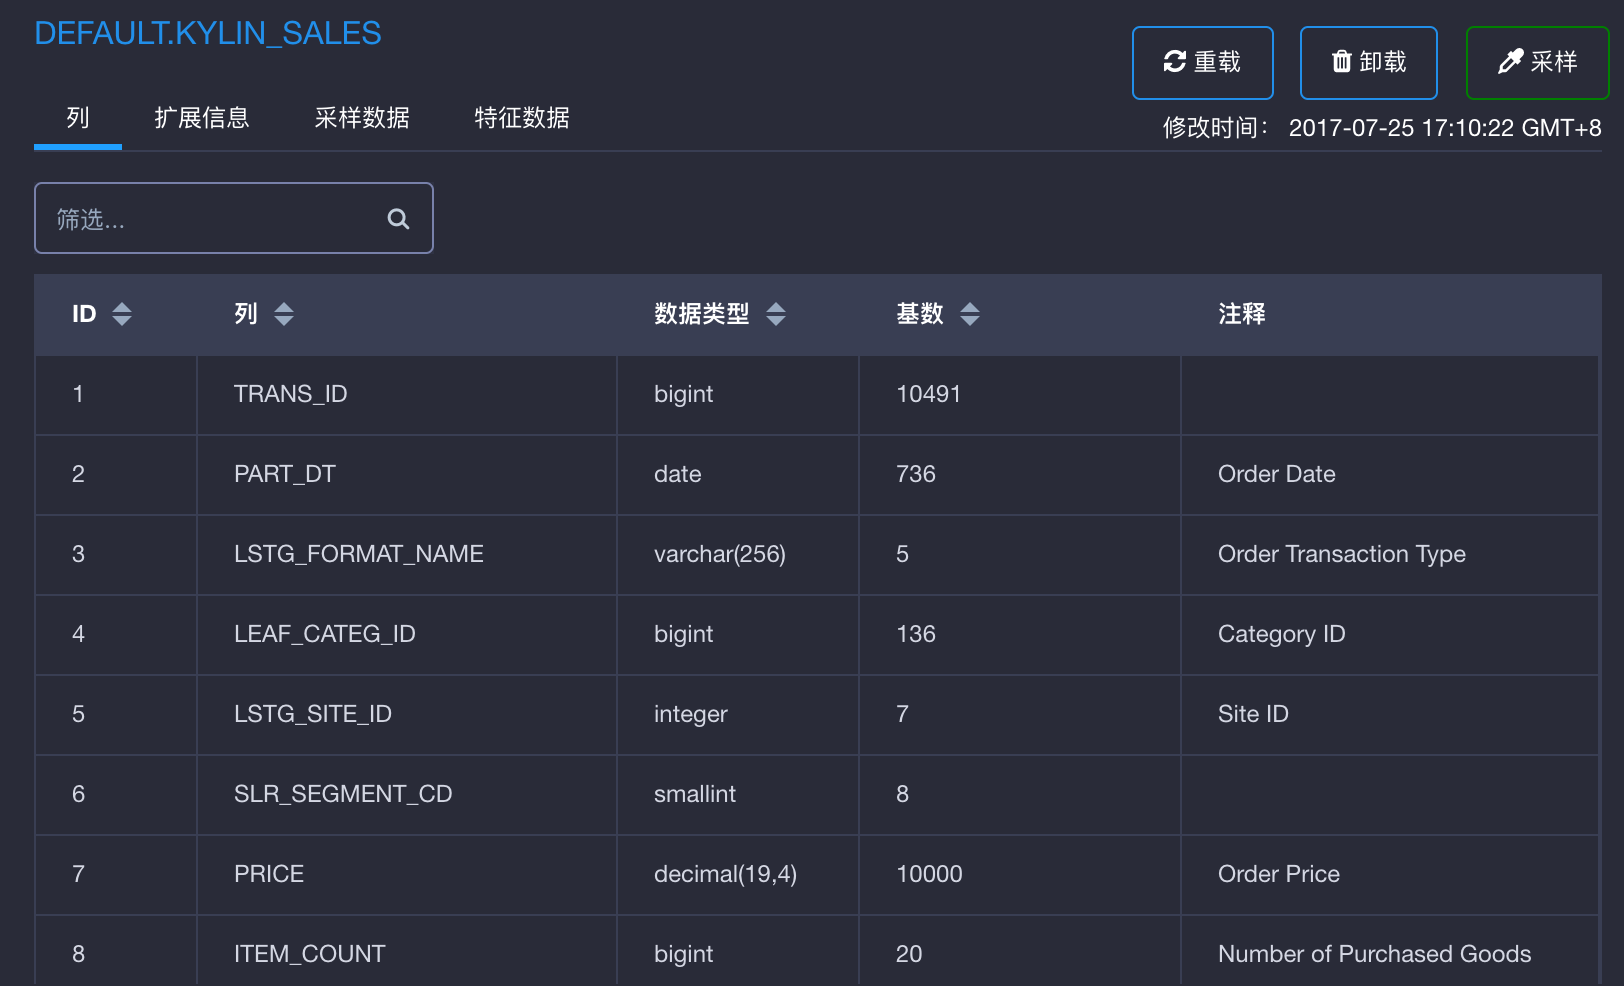 DEFAULT.KYLIN_SALES
重载 卸载 采样
列 扩展信息 采样数据 特征数据
修改时间： 2017-07-25 17:10:22 GMT+8
筛选...
ID 列 数据类型 基数 注释
1 TRANS_ID bigint 10491
2 PART_DT date 736 Order Date
3 LSTG_FORMAT_NAME varchar(256) 5 Order Transaction Type
4 LEAF_CATEG_ID bigint 136 Category ID
5 LSTG_SITE_ID integer 7 Site ID
6 SLR_SEGMENT_CD smallint 8
7 PRICE decimal(19,4) 10000 Order Price
8 ITEM_COUNT bigint 20 Number of Purchased Goods